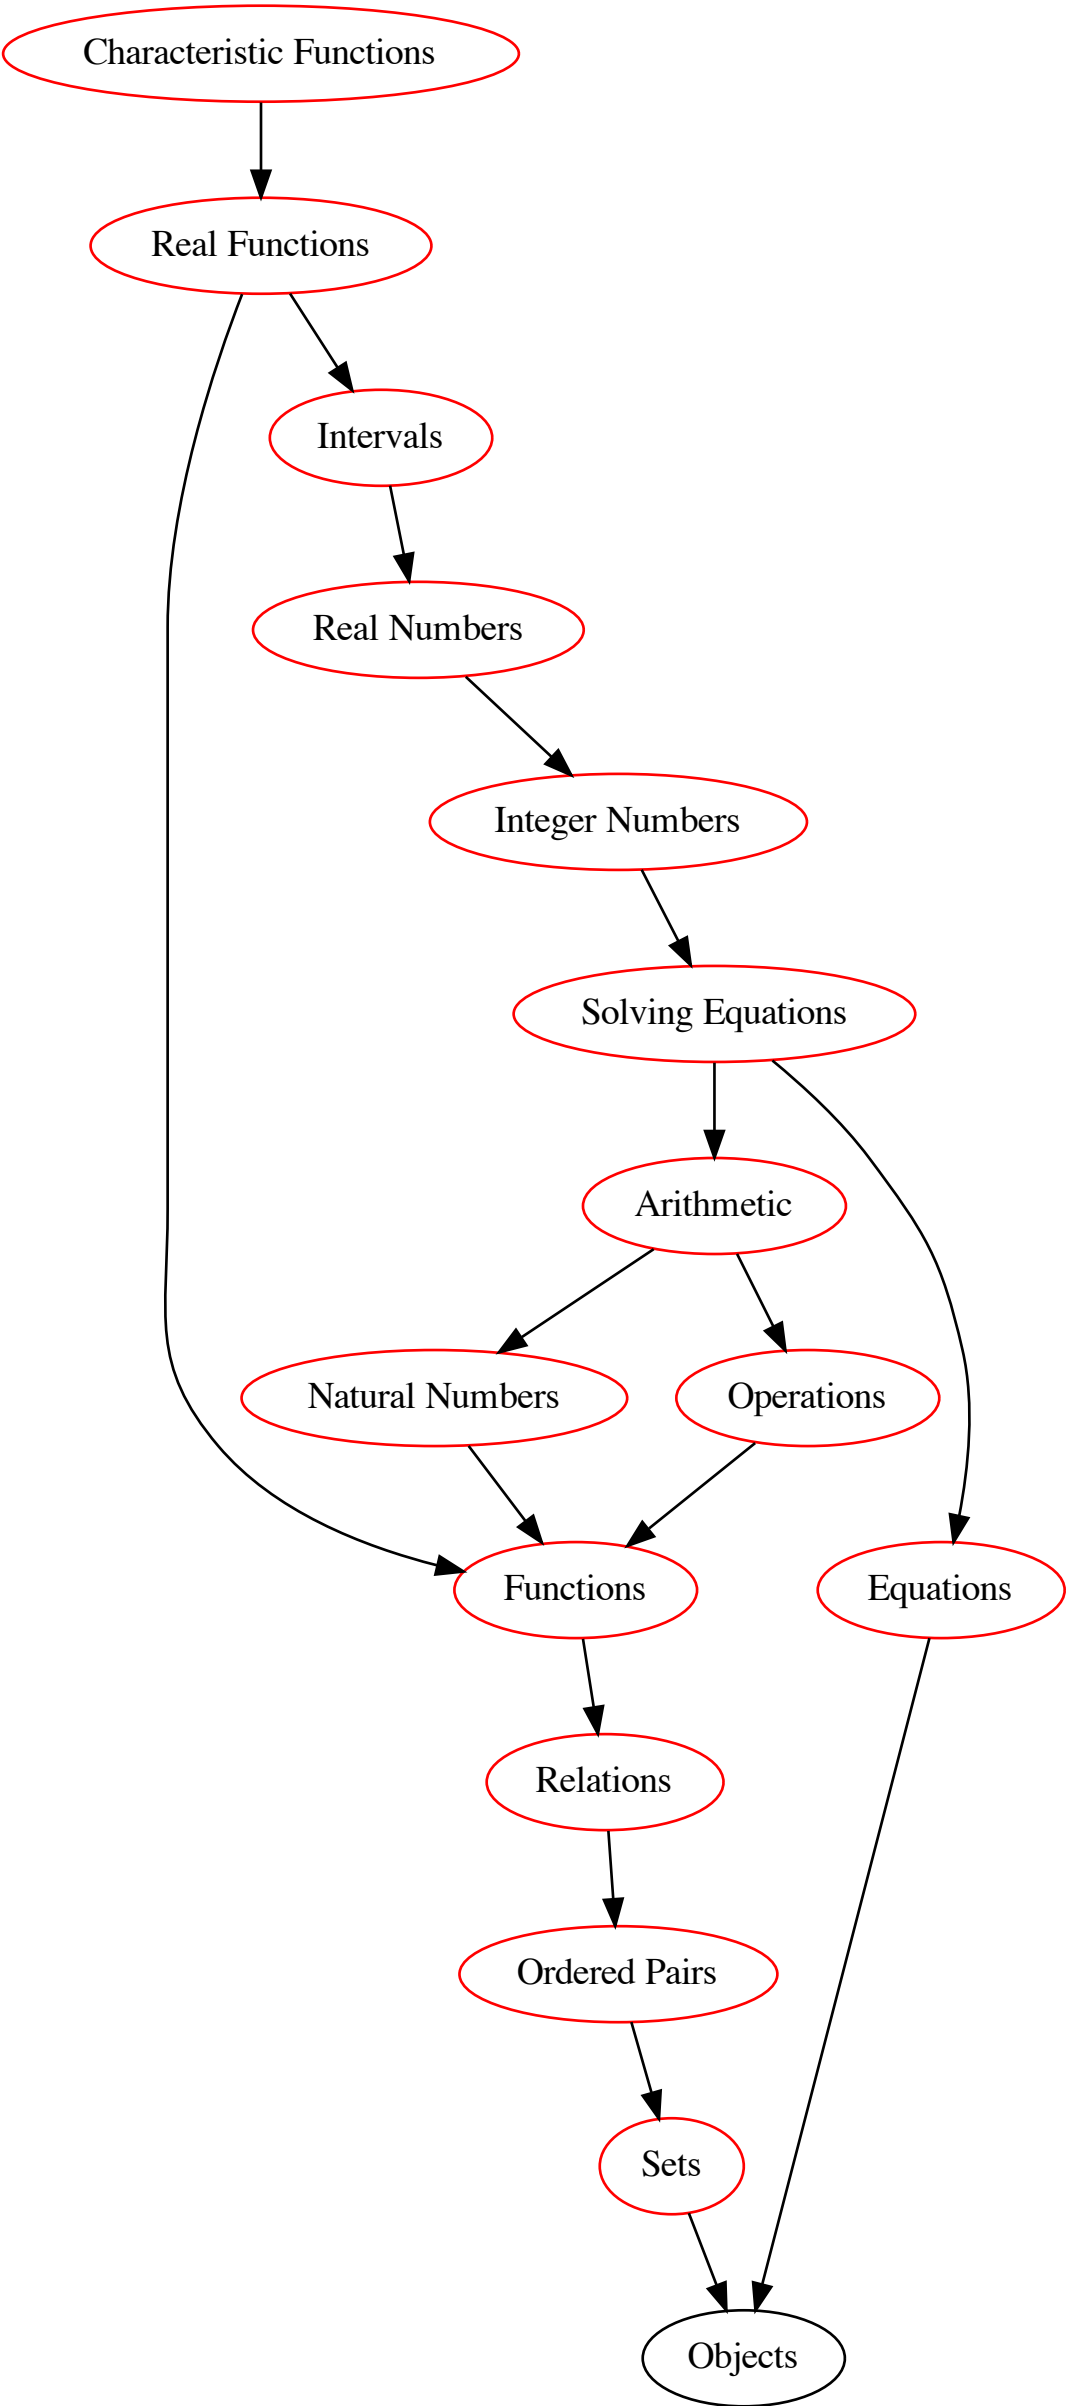 Characteristic Functions
Real Functions
Intervals
Real Numbers
Integer Numbers
Solving Equations
Arithmetic
Natural Numbers
Operations
Functions
Equations
Relations
Ordered Pairs
Sets
Objects